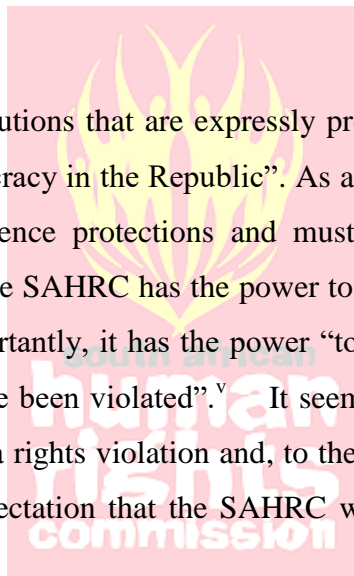 utions that are expressly pr
cracy in the Republic”. As a
ence protections and must
e SAHRC has the power to
ortantly, it has the power “to
south african
e been violated”.v It seem
human
rights
a rights violation and, to the
ectation that the SAHRC w
commission